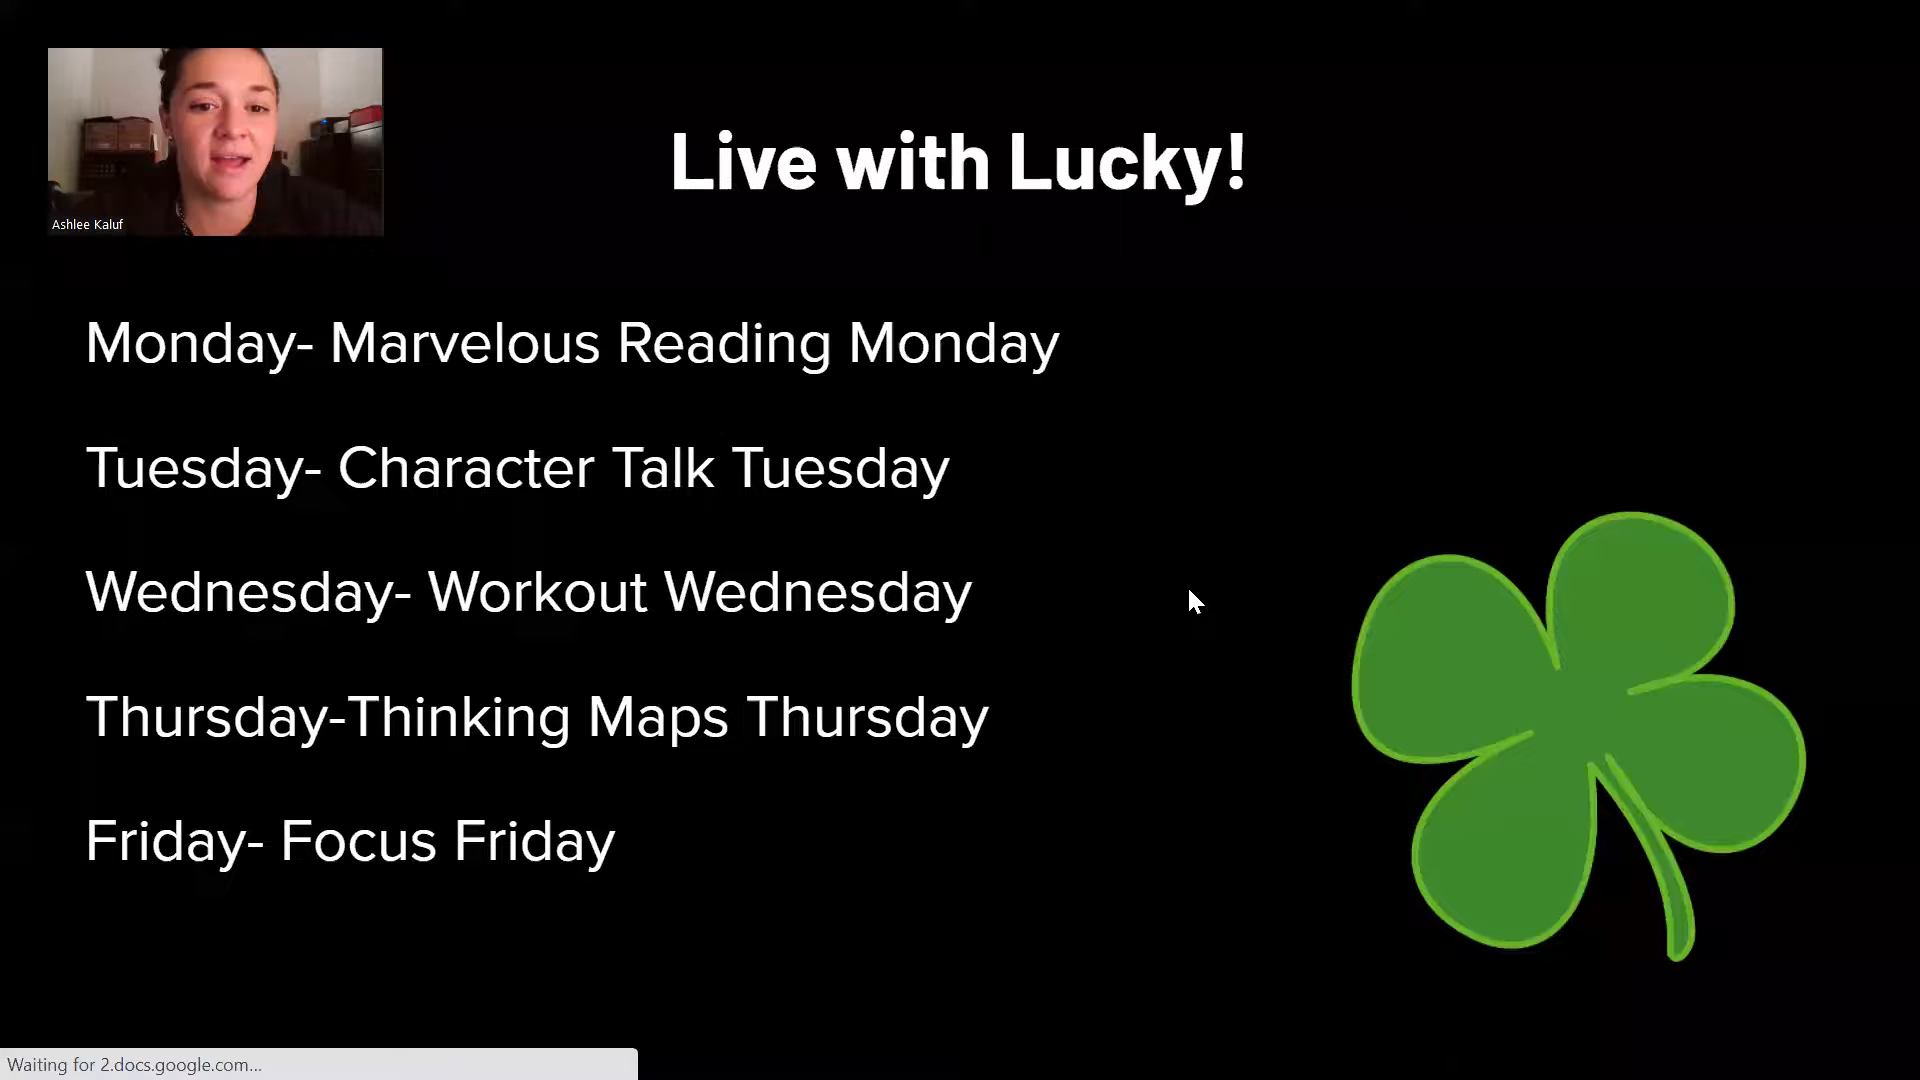 Ashlee Kaluf
Live with Lucky!
Monday- Marvelous Reading Monday
Tuesday- Character Talk Tuesday
Wednesday- Workout Wednesday
Thursday-Thinking Maps Thursday
Friday- Focus Friday
Waiting for 2.docs.google.com...